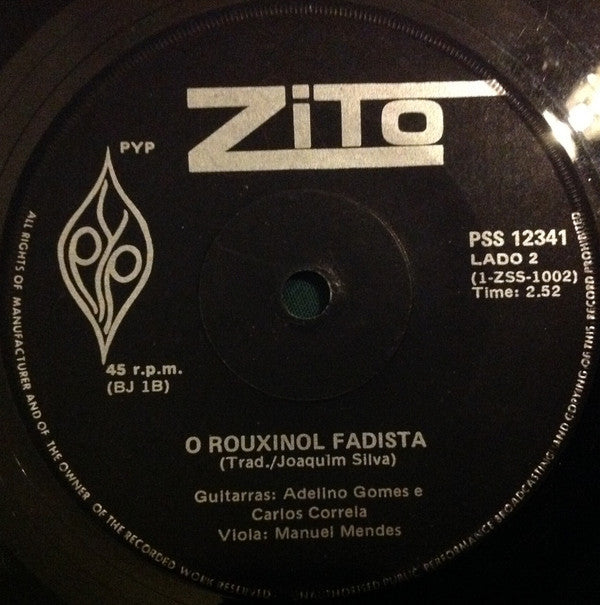 ZiTo
PYP
PYP
PSS 12341
LADO 2
(1-ZSS-1002)
Time: 2.52
45 r.p.m.
(BJ 1B)
O ROUXINOL FADISTA
(Trad./Joaquim Silva)
Guitarras: Adelino Gomes e
Carlos Correia
Viola: Manuel Mendes
ALL RIGHTS OF MANUFACTURER AND OF THE OWNER OF THE RECORDED WORK RESERVED. UNAUTHORISED PUBLIC PERFORMANCE BROADCASTING AND COPYING OF THIS RECORD PROHIBITED